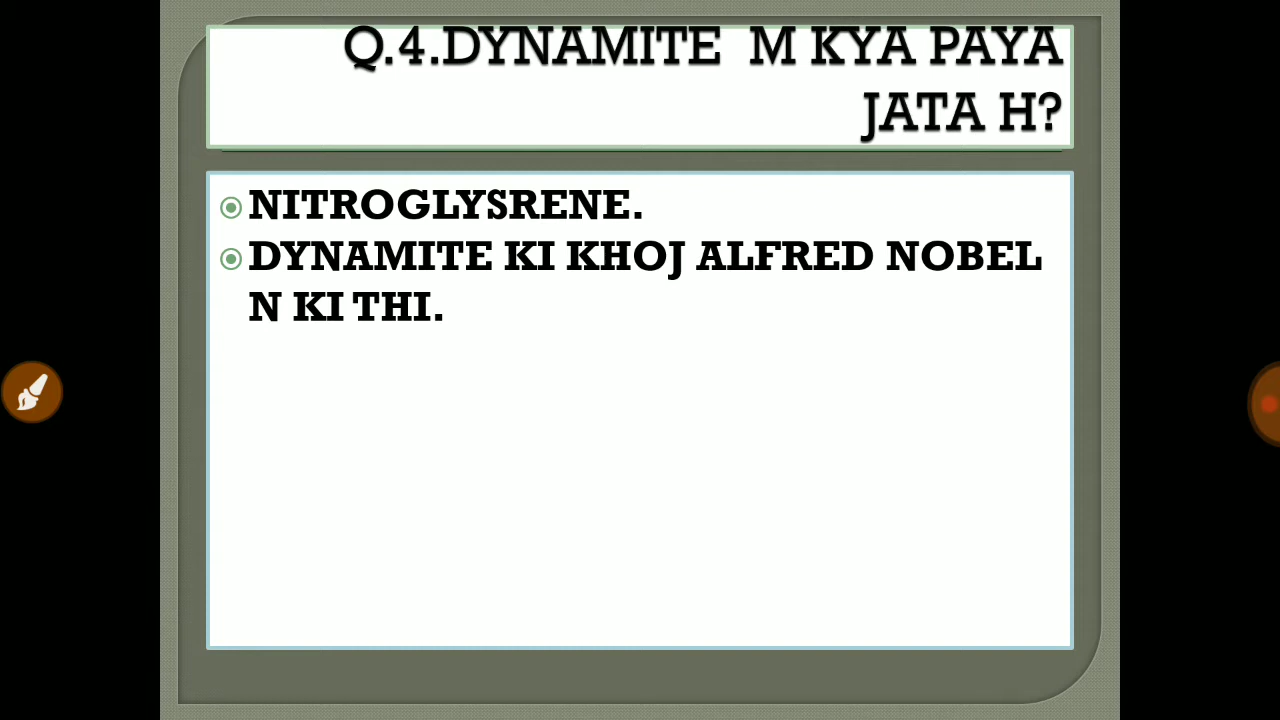 Q.4.DYNAMITE M KYA PAYA
JATA H?
NITROGLYSRENE.
DYNAMITE KI KHOJ ALFRED NOBEL
N KI THI.